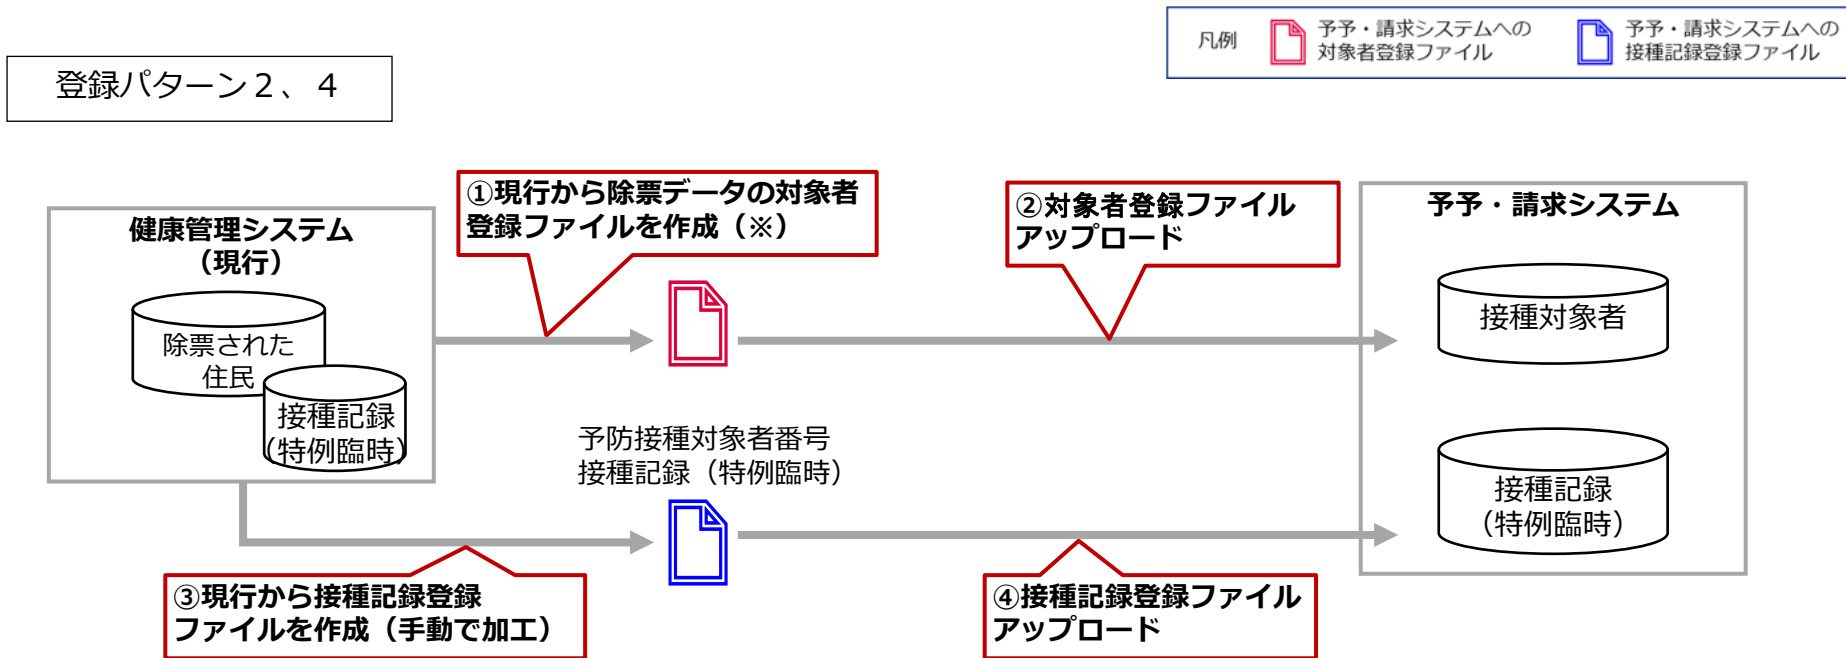 凡例
予予・請求システムへの
対象者登録ファイル
予予・請求システムへの
接種記録登録ファイル
登録パターン２、４
①現行から除票データの対象者
登録ファイルを作成（※）
②対象者登録ファイル
アップロード
健康管理システム
（現行）
予予・請求システム
除票された
住民
接種対象者
接種記録
（特例臨時）
予防接種対象者番号
接種記録（特例臨時）
接種記録
（特例臨時）
③現行から接種記録登録
ファイルを作成（手動で加工）
④接種記録登録ファイル
アップロード